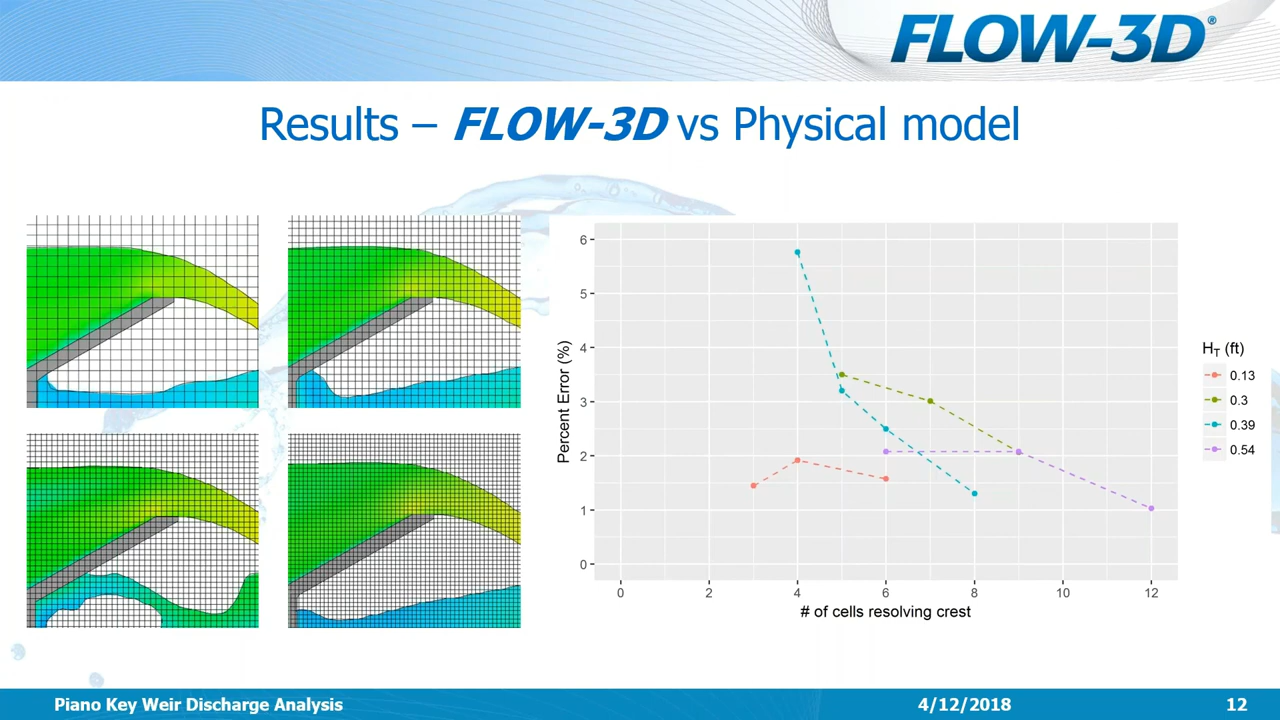 FLOW-3D®
Results – FLOW-3D vs Physical model
6
5
4
3
2
1
0
Percent Error (%)
0 2 4 6 8 10 12
# of cells resolving crest
H_T (ft)
0.13
0.3
0.39
0.54
Piano Key Weir Discharge Analysis 4/12/2018 12